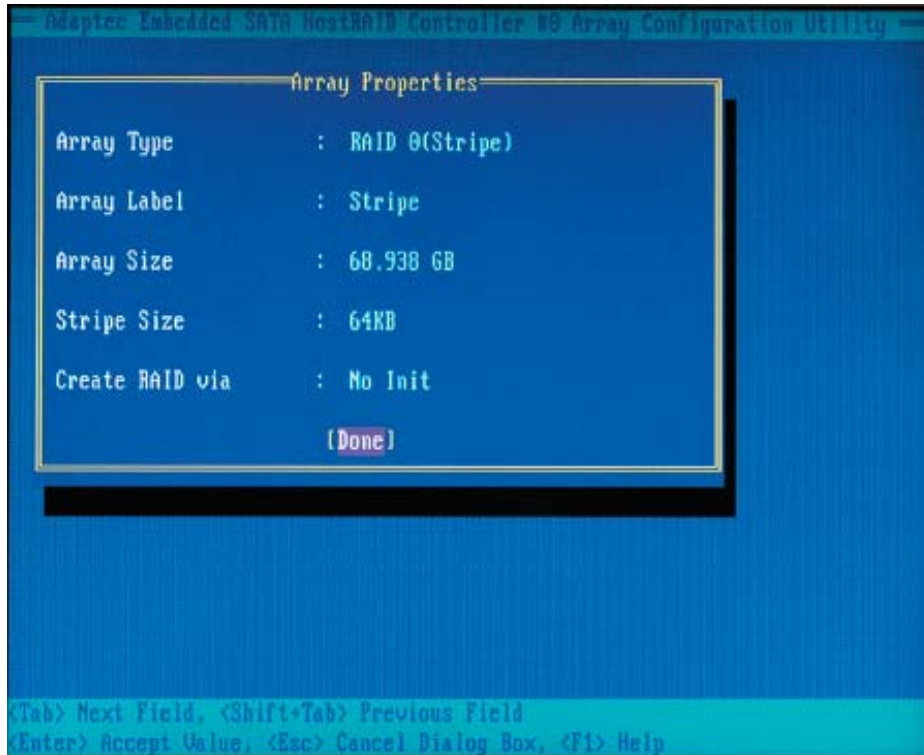 Adaptec Embedded SATA HostRAID Controller #0 Array Configuration Utility
Array Properties
Array Type : RAID 0(Stripe)
Array Label : Stripe
Array Size : 68.938 GB
Stripe Size : 64KB
Create RAID via : No Init
[Done]
<Tab> Next Field, <Shift+Tab> Previous Field
<Enter> Accept Value, <Esc> Cancel Dialog Box, <F1> Help